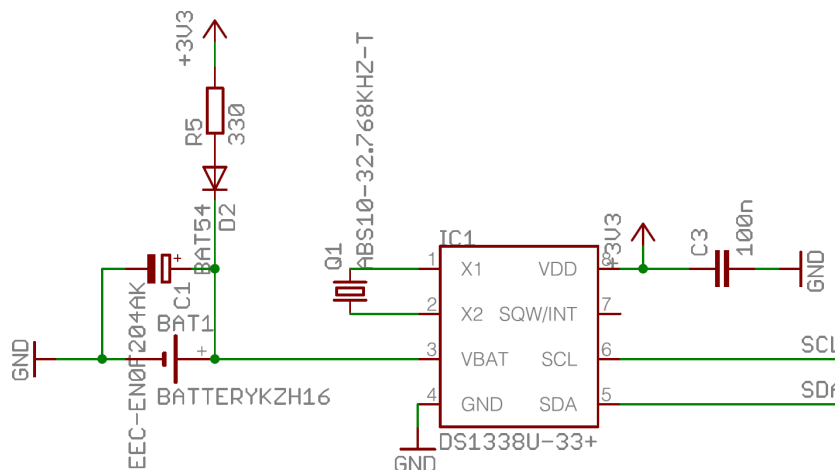 +3V3
R5
330
BAT54
D2
EEC-EN0F204AK
C1
+
BAT1
+
BATTERYKZH16
GND
Q1
ABS10-32.768KHZ-T
IC1
1 X1 VDD 8
2 X2 SQW/INT 7
3 VBAT SCL 6
4 GND SDA 5
DS1338U-33+
GND
+3V3
C3
100n
GND
SCL
SDA